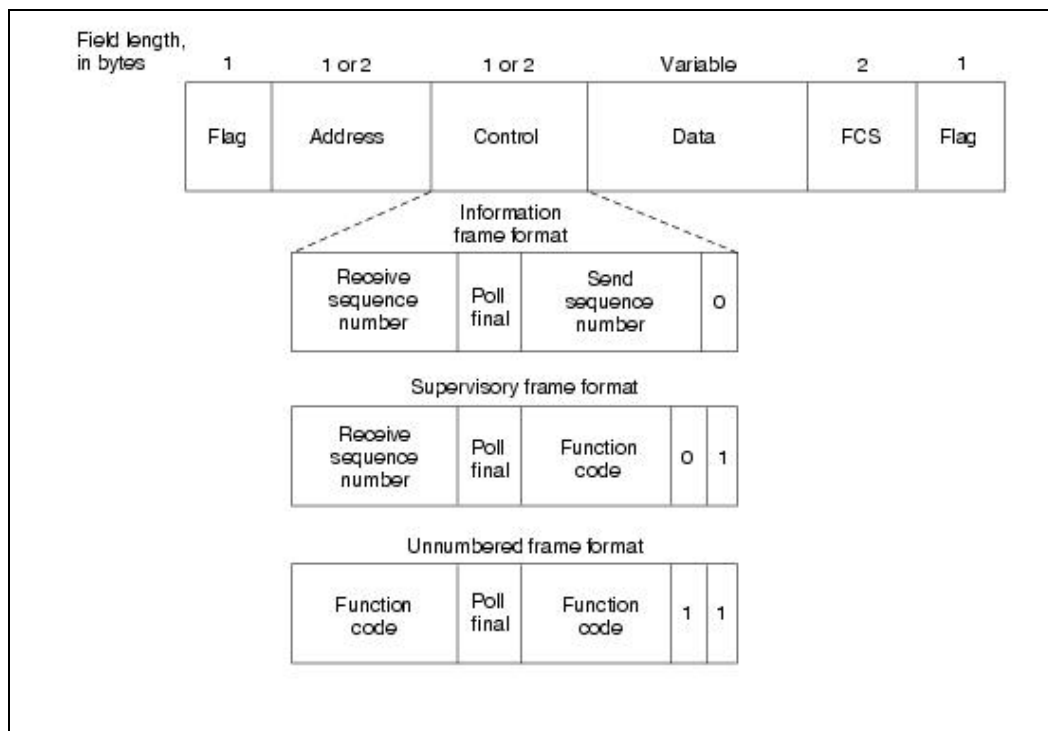 Field length,
in bytes
1
1 or 2
1 or 2
Variable
2
1
Flag
Address
Control
Data
FCS
Flag
Information
frame format
Receive
sequence
number
Poll
final
Send
sequence
number
0
Supervisory frame format
Receive
sequence
number
Poll
final
Function
code
0
1
Unnumbered frame format
Function
code
Poll
final
Function
code
1
1